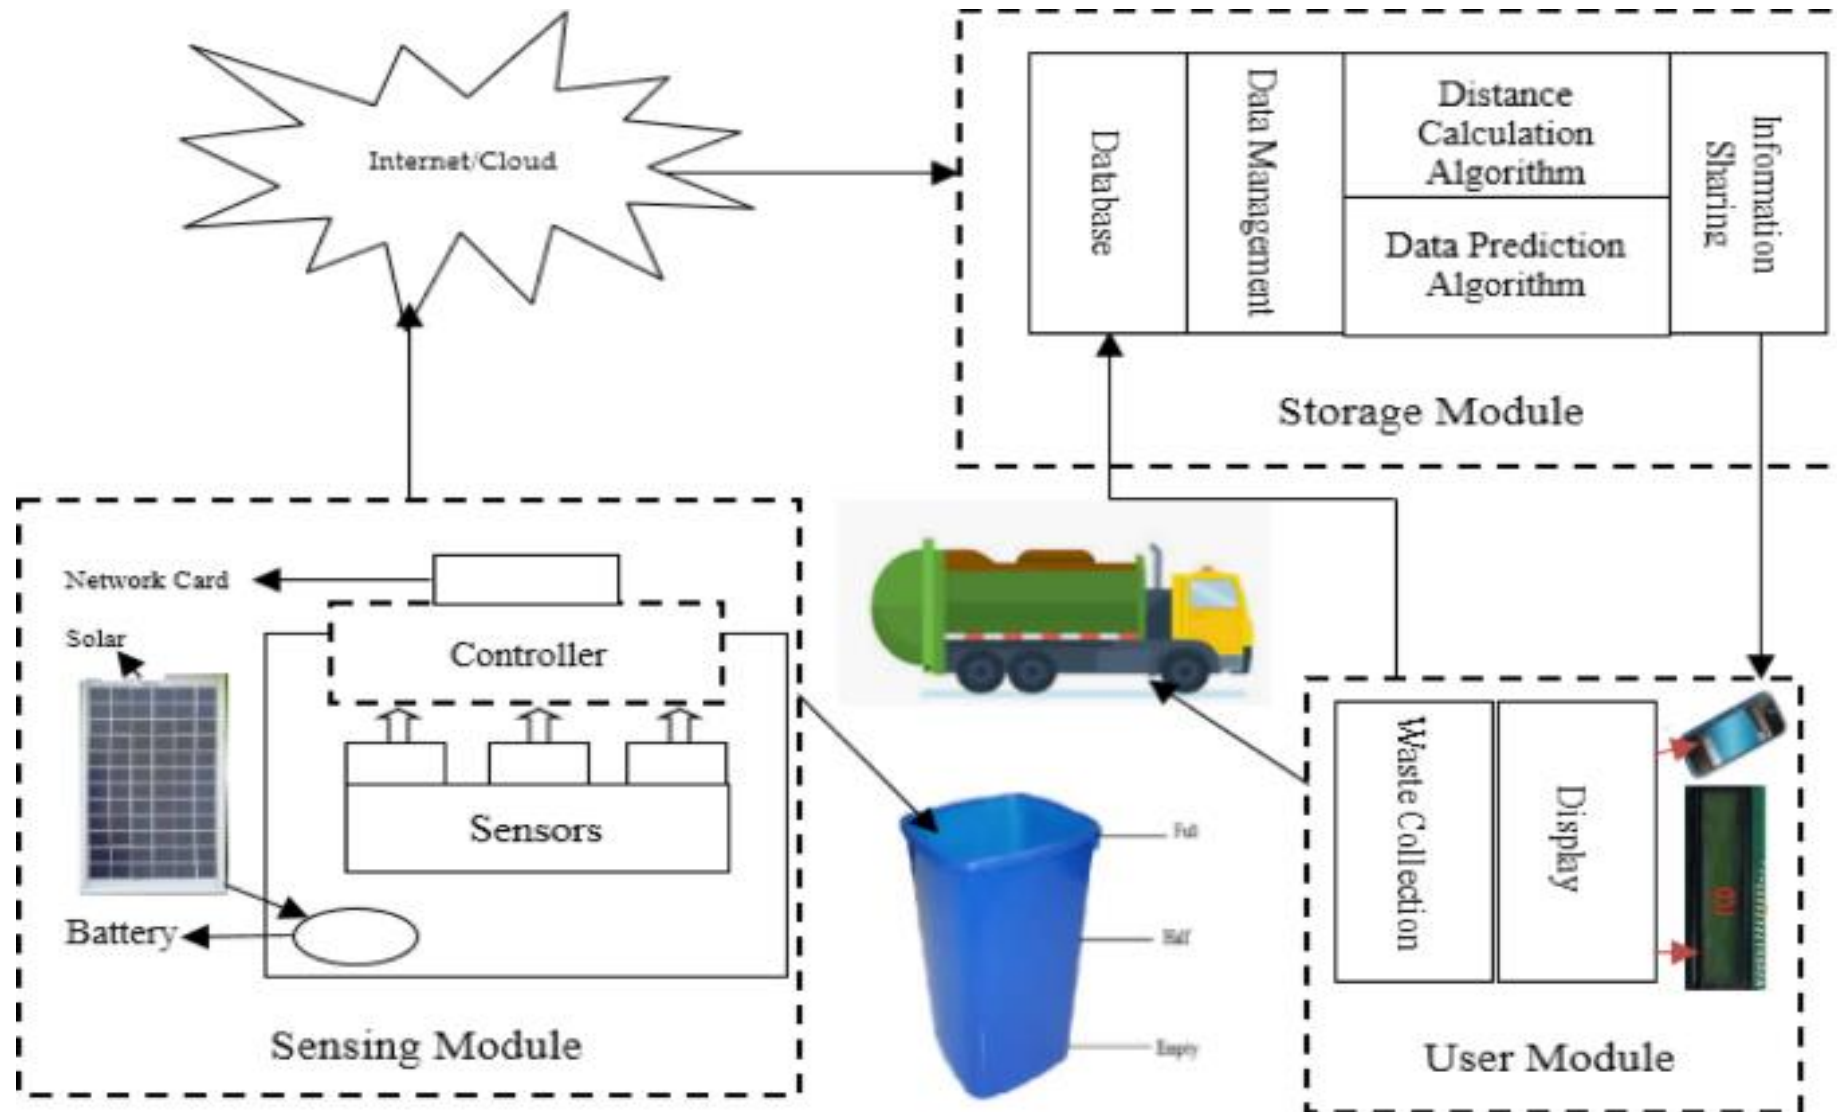 Internet/Cloud
Database
Data Management
Distance
Calculation
Algorithm
Data Prediction
Algorithm
Information
Sharing
Storage Module
Network Card
Solar
Controller
Sensors
Battery
Sensing Module
Full
Half
Empty
Waste Collection
Display
User Module